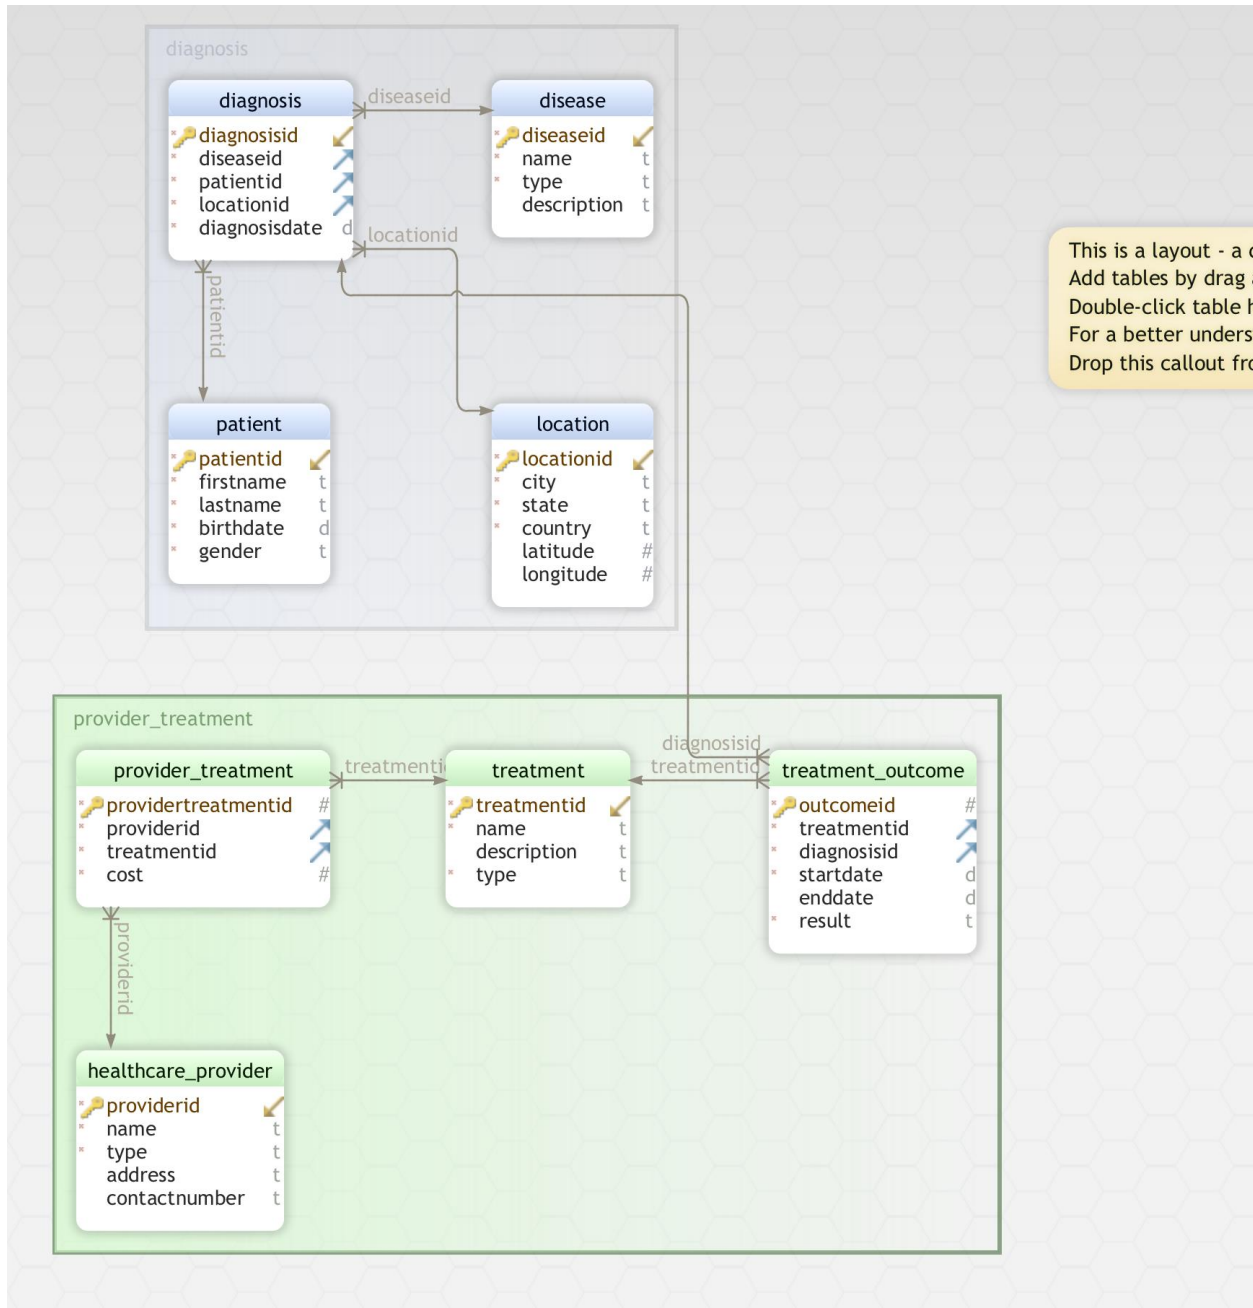 diagnosis
diagnosis
diagnosisid
diseaseid
patientid
locationid
diagnosisdate d
diseaseid
disease
diseaseid
name t
type t
description t
locationid
patientid
patient
patientid
firstname t
lastname t
birthdate d
gender t
location
locationid
city t
state t
country t
latitude #
longitude #
This is a layout - a
Add tables by drag
Double-click table
For a better unders
Drop this callout fro
provider_treatment
provider_treatment
providertreatmentid #
providerid
treatmentid
cost #
treatmenti
treatment
treatmentid
name t
description t
type t
diagnosisid
treatmentid
treatment_outcome
outcomeid #
treatmentid
diagnosisid
startdate d
enddate d
result t
providerid
healthcare_provider
providerid
name t
type t
address t
contactnumber t